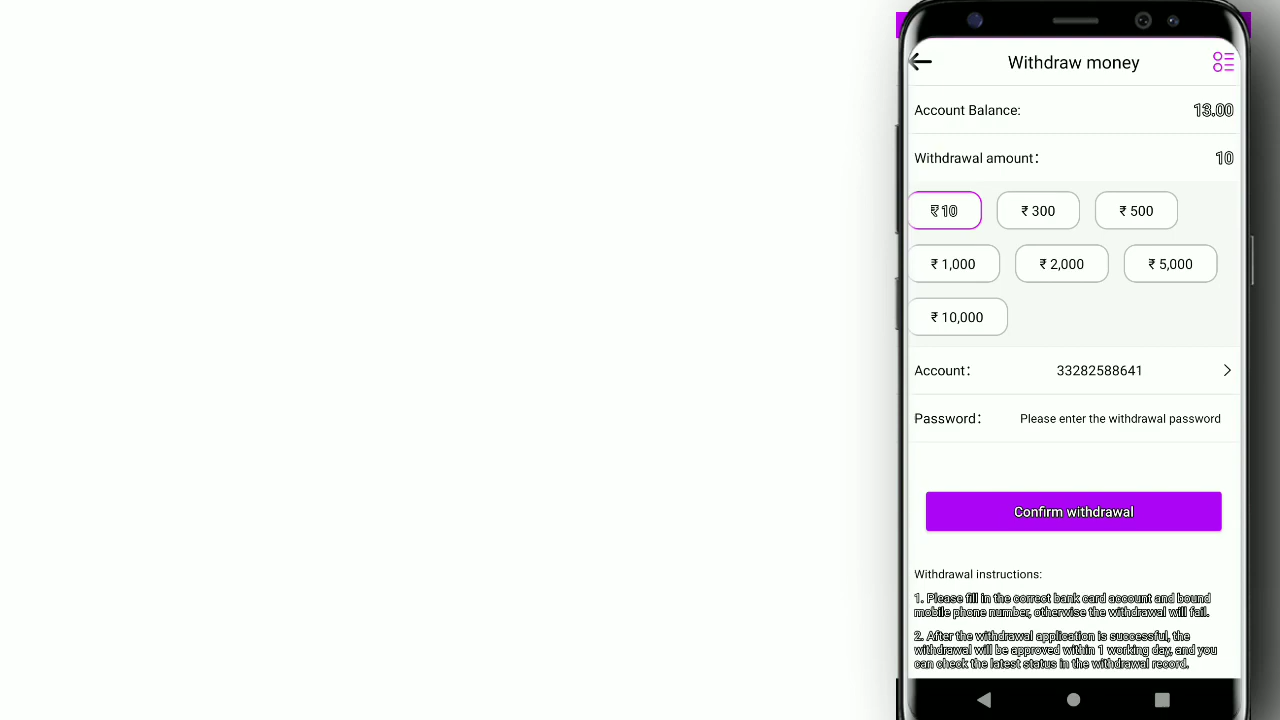 Withdraw money
Account Balance: 13.00
Withdrawal amount: 10
₹ 10 ₹ 300 ₹ 500
₹ 1,000 ₹ 2,000 ₹ 5,000
₹ 10,000
Account: 33282588641
Password: Please enter the withdrawal password
Confirm withdrawal
Withdrawal instructions:
1. Please fill in the correct bank card account and bound
mobile phone number, otherwise the withdrawal will fail.
2. After the withdrawal application is successful, the
withdrawal will be approved within 1 working day, and you
can check the latest status in the withdrawal record.